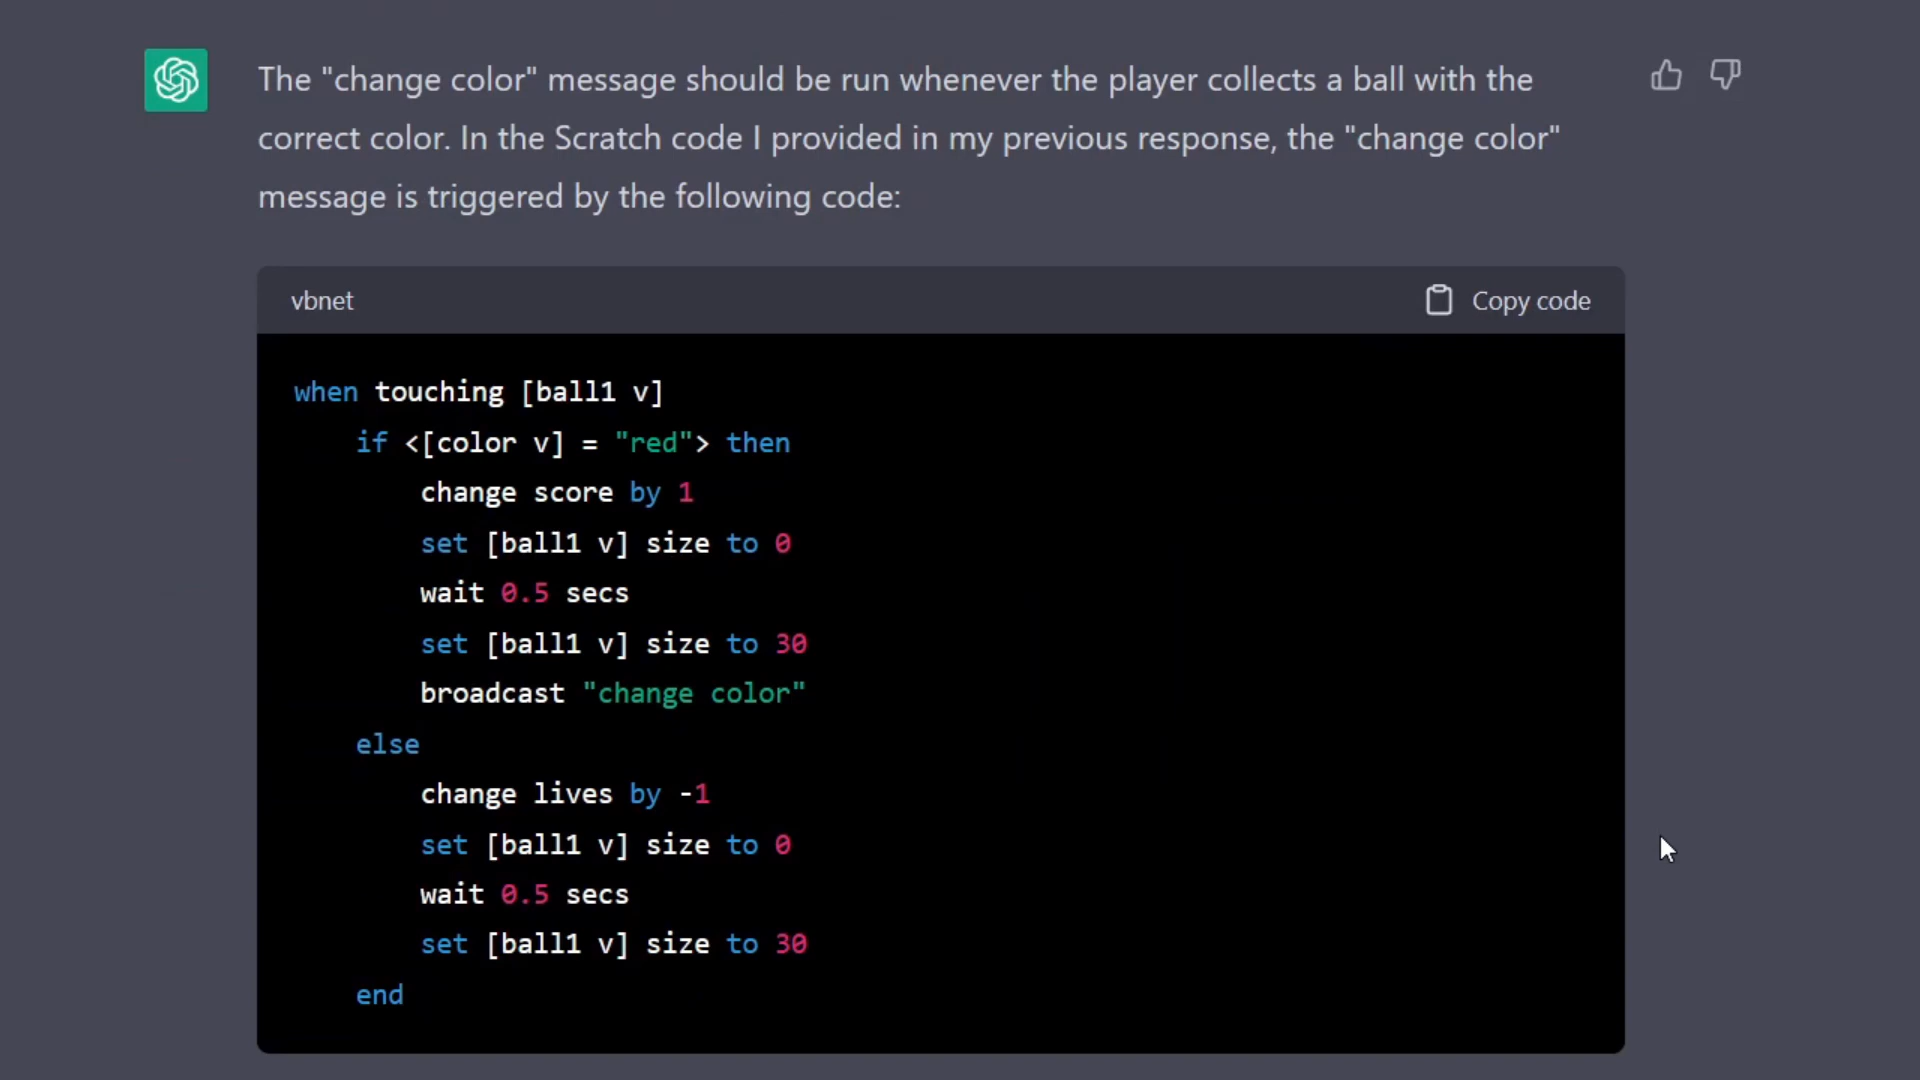 The "change color" message should be run whenever the player collects a ball with the
correct color. In the Scratch code I provided in my previous response, the "change color"
message is triggered by the following code:
vbnet
Copy code
when touching [ball1 v]
    if <[color v] = "red"> then
        change score by 1
        set [ball1 v] size to 0
        wait 0.5 secs
        set [ball1 v] size to 30
        broadcast "change color"
    else
        change lives by -1
        set [ball1 v] size to 0
        wait 0.5 secs
        set [ball1 v] size to 30
    end